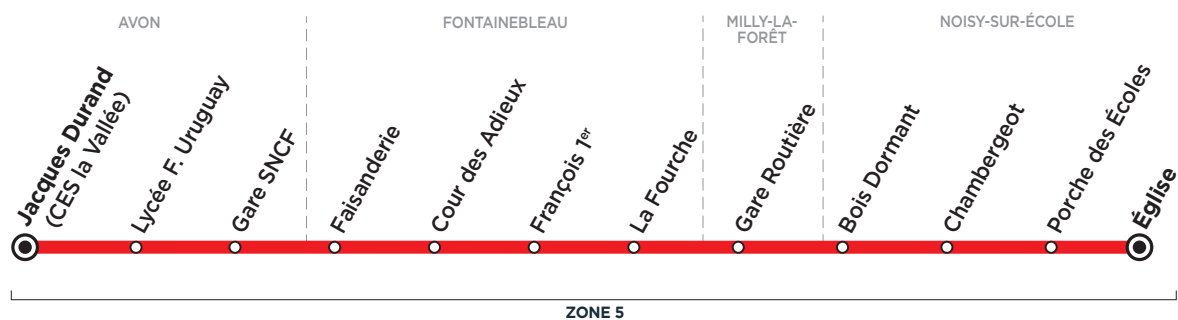 AVON
FONTAINEBLEAU
MILLY-LA-
FORÊT
NOISY-SUR-ÉCOLE
Jacques Durand
(CES la Vallée)
Lycée F. Uruguay
Gare SNCF
Faisanderie
Cour des Adieux
François 1er
La Fourche
Gare Routière
Bois Dormant
Chambergeot
Porche des Écoles
Église
ZONE 5